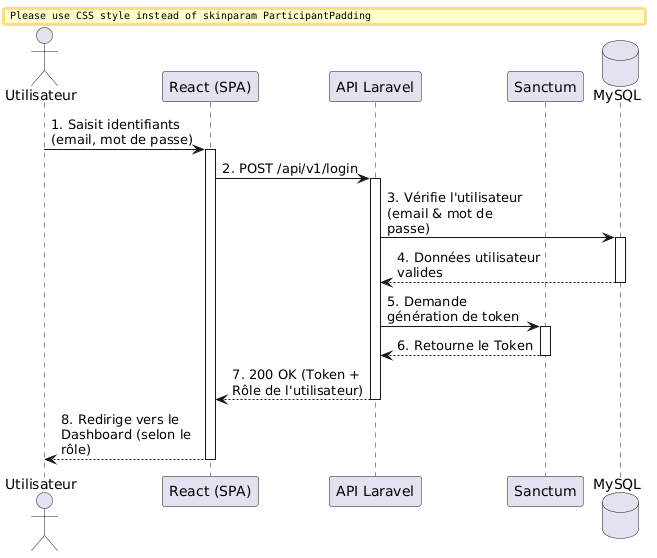 Please use CSS style instead of skinparam ParticipantPadding
Utilisateur
React (SPA)
API Laravel
Sanctum
MySQL
1. Saisit identifiants
(email, mot de passe)
2. POST /api/v1/login
3. Vérifie l'utilisateur
(email & mot de
passe)
4. Données utilisateur
valides
5. Demande
génération de token
6. Retourne le Token
7. 200 OK (Token +
Rôle de l'utilisateur)
8. Redirige vers le
Dashboard (selon le
rôle)
Utilisateur
React (SPA)
API Laravel
Sanctum
MySQL